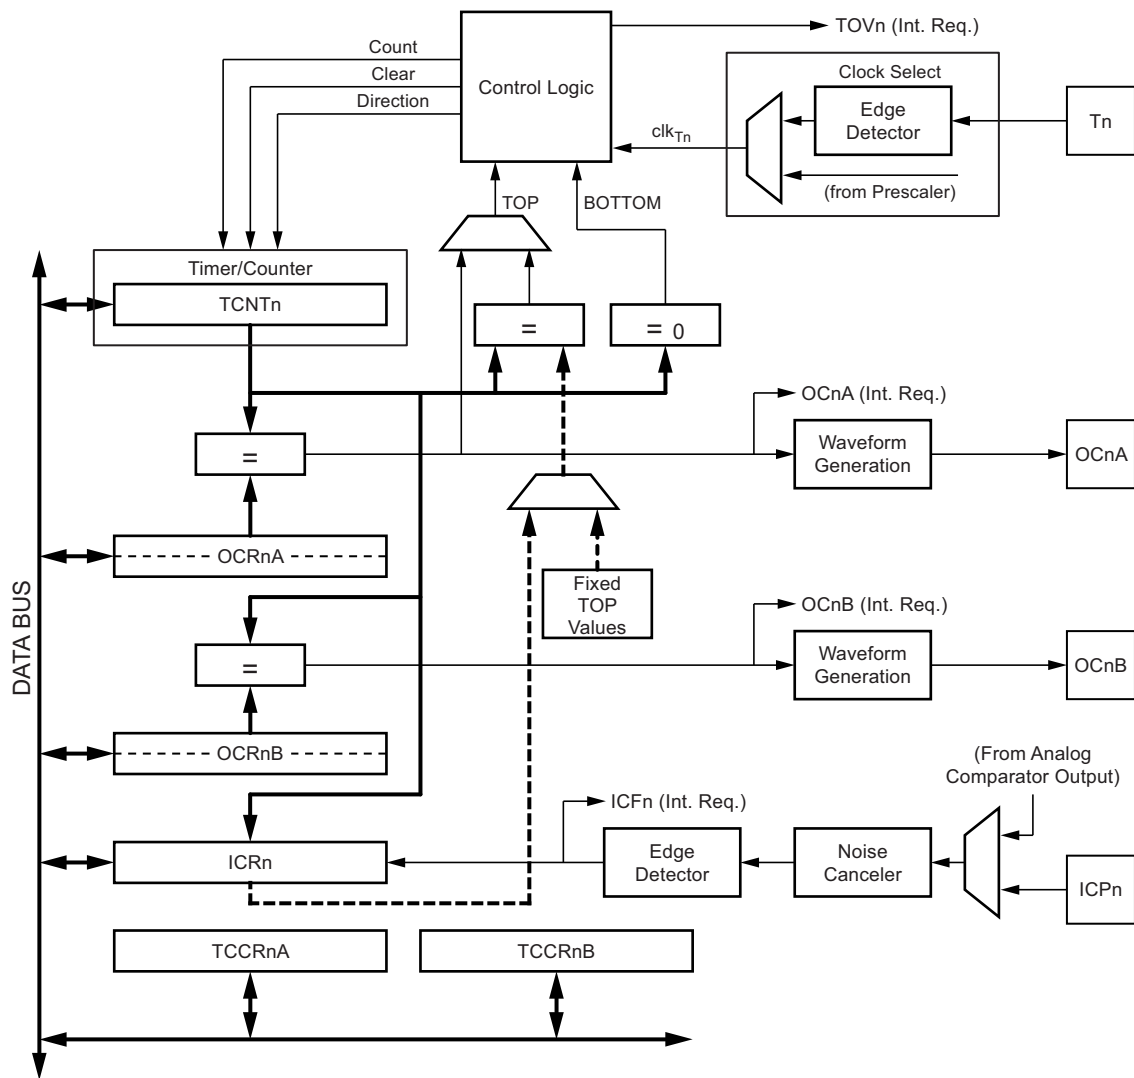 TOVn (Int. Req.)
Count
Clear
Direction
Control Logic
Clock Select
Edge
Detector
Tn
clkTn
(from Prescaler)
TOP
BOTTOM
Timer/Counter
TCNTn
=
= 0
OCnA (Int. Req.)
=
Waveform
Generation
OCnA
OCRnA
Fixed
TOP
Values
DATA BUS
OCnB (Int. Req.)
=
Waveform
Generation
OCnB
OCRnB
(From Analog
Comparator Output)
ICFn (Int. Req.)
ICRn
Edge
Detector
Noise
Canceler
ICPn
TCCRnA
TCCRnB